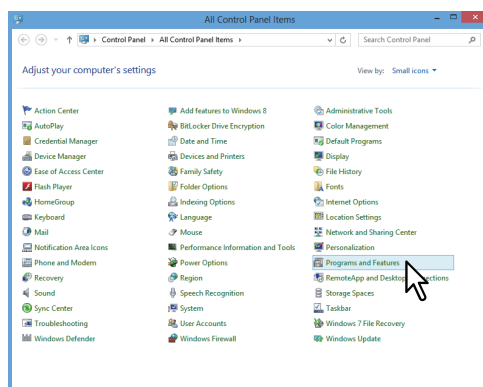 All Control Panel Items
Control Panel All Control Panel Items
Search Control Panel
Adjust your computer's settings
View by: Small icons
Action Center
Add features to Windows 8
Administrative Tools
AutoPlay
BitLocker Drive Encryption
Color Management
Credential Manager
Date and Time
Default Programs
Device Manager
Devices and Printers
Display
Ease of Access Center
Family Safety
File History
Flash Player
Folder Options
Fonts
HomeGroup
Indexing Options
Internet Options
Keyboard
Language
Location Settings
Mail
Mouse
Network and Sharing Center
Notification Area Icons
Performance Information and Tools
Personalization
Phone and Modem
Power Options
Programs and Features
Recovery
Region
RemoteApp and Desktop
Sound
Speech Recognition
Storage Spaces
Sync Center
System
Taskbar
Troubleshooting
User Accounts
Windows 7 File Recovery
Windows Defender
Windows Firewall
Windows Update